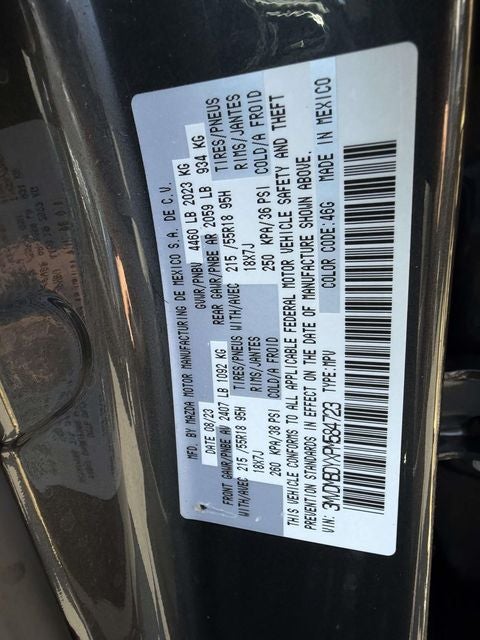 MFD. BY MAZDA MOTOR MANUFACTURING DE MEXICO S.A. DE C.V.
DATE 08/23 GVWR/PNBV 4460 LB 2023 KG
FRONT GAWR/PNBE AV 2407 LB 1092 KG REAR GAWR/PNBE AR 2059 LB 934 KG
WITH/AVEC 215 /55R18 95H TIRES/PNEUS WITH/AVEC 215 /55R18 95H TIRES/PNEUS
18X7J RIMS/JANTES 18X7J RIMS/JANTES
260 KPA/38 PSI COLD/A FROID 250 KPA/36 PSI COLD/A FROID
THIS VEHICLE CONFORMS TO ALL APPLICABLE FEDERAL MOTOR VEHICLE SAFETY AND THEFT
PREVENTION STANDARDS IN EFFECT ON THE DATE OF MANUFACTURE SHOWN ABOVE.
VIN: TYPE: MPV COLOR CODE: 46G MADE IN MEXICO